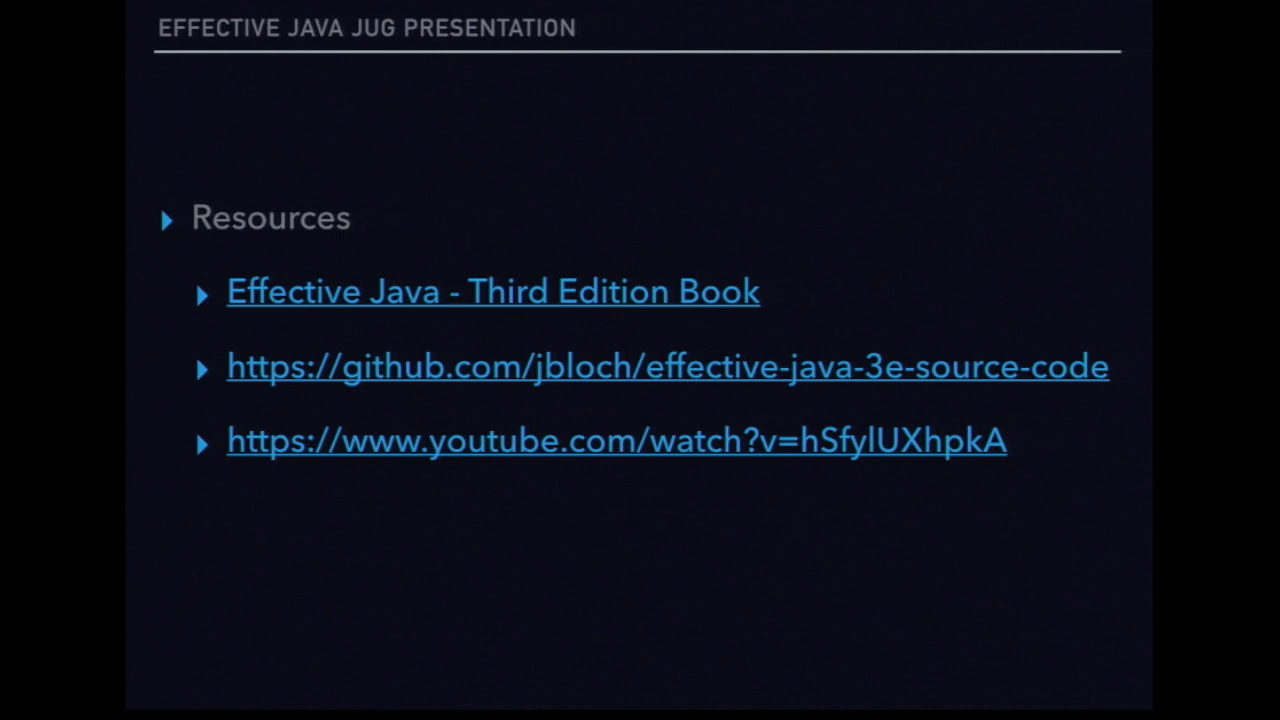 EFFECTIVE JAVA JUG PRESENTATION
Resources
Effective Java - Third Edition Book
https://github.com/jbloch/effective-java-3e-source-code
https://www.youtube.com/watch?v=hSfylUXhpkA